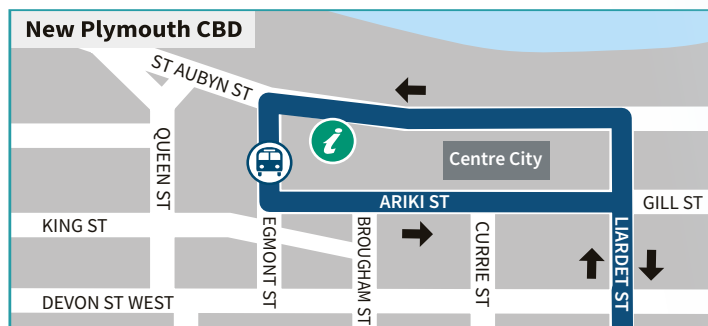 New Plymouth CBD
ST AUBYN ST
i
Centre City
QUEEN ST
ARIKI ST
GILL ST
KING ST
EGMONT ST
BROUGHAM ST
CURRIE ST
LIARDET ST
DEVON ST WEST